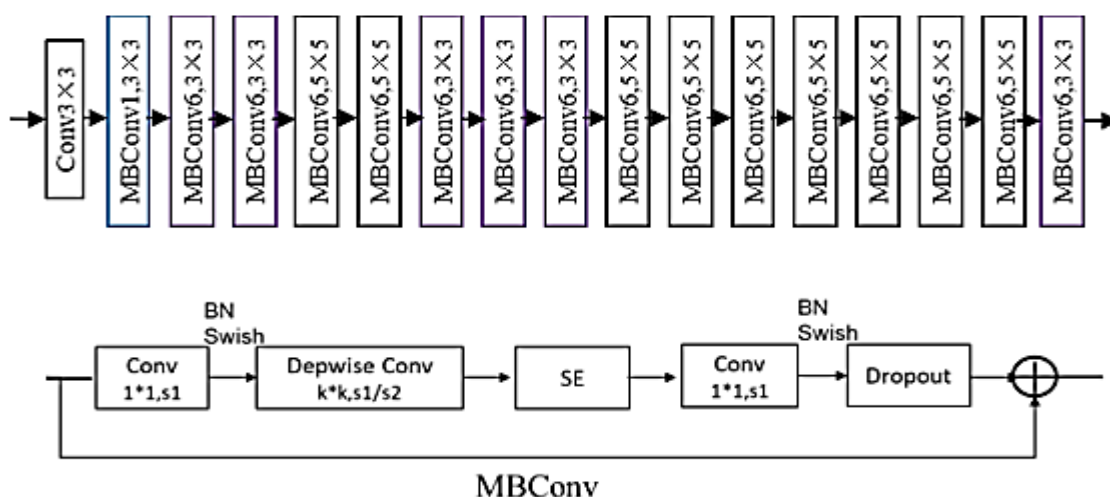 Conv3×3
MBConv1,3×3
MBConv6,3×3
MBConv6,3×3
MBConv6,5×5
MBConv6,5×5
MBConv6,3×3
MBConv6,3×3
MBConv6,3×3
MBConv6,5×5
MBConv6,5×5
MBConv6,5×5
MBConv6,5×5
MBConv6,5×5
MBConv6,5×5
MBConv6,5×5
MBConv6,3×3
BN
Swish
BN
Swish
Conv
1*1,s1
Depwise Conv
k*k,s1/s2
SE
Conv
1*1,s1
Dropout
MBConv